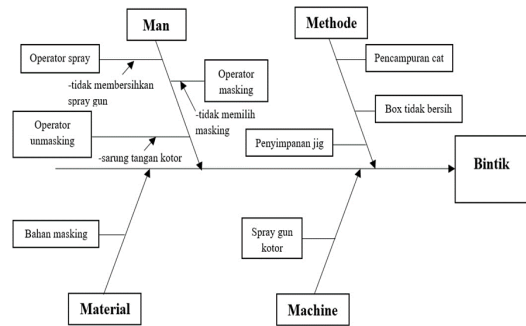 Man
Methode
Operator spray
-tidak membersihkan
spray gun
Operator
masking
-tidak memilih
masking
Operator
unmasking
-sarung tangan kotor
Pencampuran cat
Box tidak bersih
Penyimpanan jig
Bintik
Bahan masking
Spray gun
kotor
Material
Machine